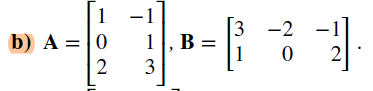 b) A = [1 -1; 0 1; 2 3], B = [3 -2 -1; 1 0 2].